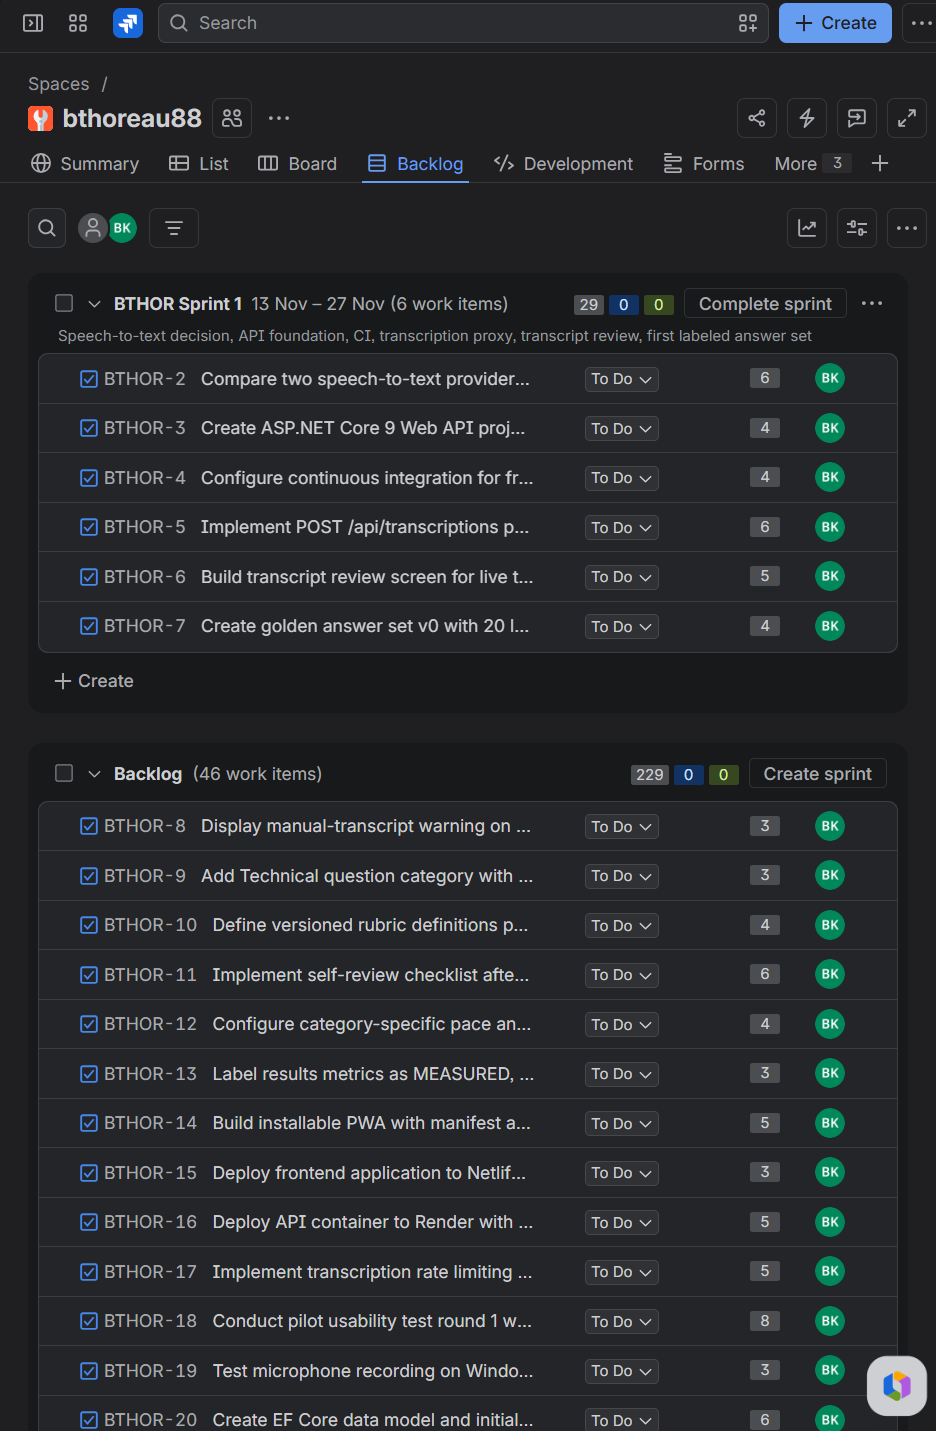 Search
+ Create
Spaces /
bthoreau88
Summary List Board Backlog Development Forms More 3
BK
BTHOR Sprint 1 13 Nov – 27 Nov (6 work items) 29 0 0 Complete sprint
Speech-to-text decision, API foundation, CI, transcription proxy, transcript review, first labeled answer set
BTHOR-2 Compare two speech-to-text provider... To Do 6 BK
BTHOR-3 Create ASP.NET Core 9 Web API proj... To Do 4 BK
BTHOR-4 Configure continuous integration for fr... To Do 4 BK
BTHOR-5 Implement POST /api/transcriptions p... To Do 6 BK
BTHOR-6 Build transcript review screen for live t... To Do 5 BK
BTHOR-7 Create golden answer set v0 with 20 l... To Do 4 BK
+ Create
Backlog (46 work items) 229 0 0 Create sprint
BTHOR-8 Display manual-transcript warning on ... To Do 3 BK
BTHOR-9 Add Technical question category with ... To Do 3 BK
BTHOR-10 Define versioned rubric definitions p... To Do 4 BK
BTHOR-11 Implement self-review checklist afte... To Do 6 BK
BTHOR-12 Configure category-specific pace an... To Do 4 BK
BTHOR-13 Label results metrics as MEASURED, ... To Do 3 BK
BTHOR-14 Build installable PWA with manifest a... To Do 5 BK
BTHOR-15 Deploy frontend application to Netlif... To Do 3 BK
BTHOR-16 Deploy API container to Render with ... To Do 5 BK
BTHOR-17 Implement transcription rate limiting ... To Do 5 BK
BTHOR-18 Conduct pilot usability test round 1 w... To Do 8 BK
BTHOR-19 Test microphone recording on Windo... To Do 3 BK
BTHOR-20 Create EF Core data model and initial... To Do 6 BK